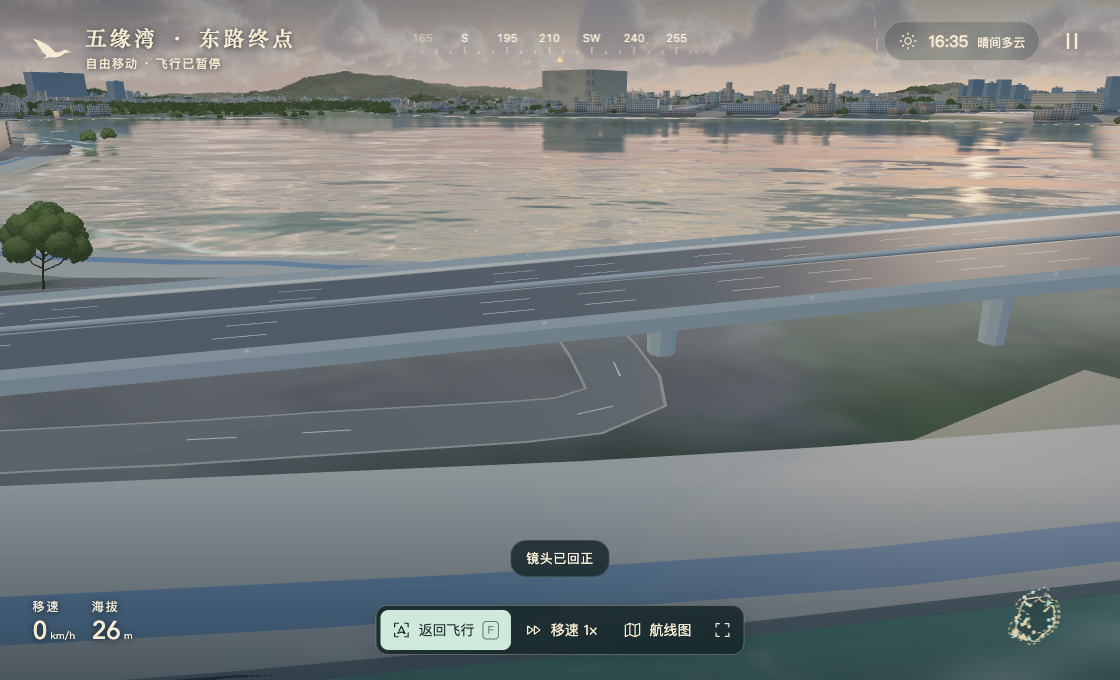 五缘湾 · 东路终点
自由移动 · 飞行已暂停
165 S 195 210 SW 240 255
16:35 晴间多云
镜头已回正
移速 海拔
0 km/h 26 m
返回飞行 F 移速 1× 航线图